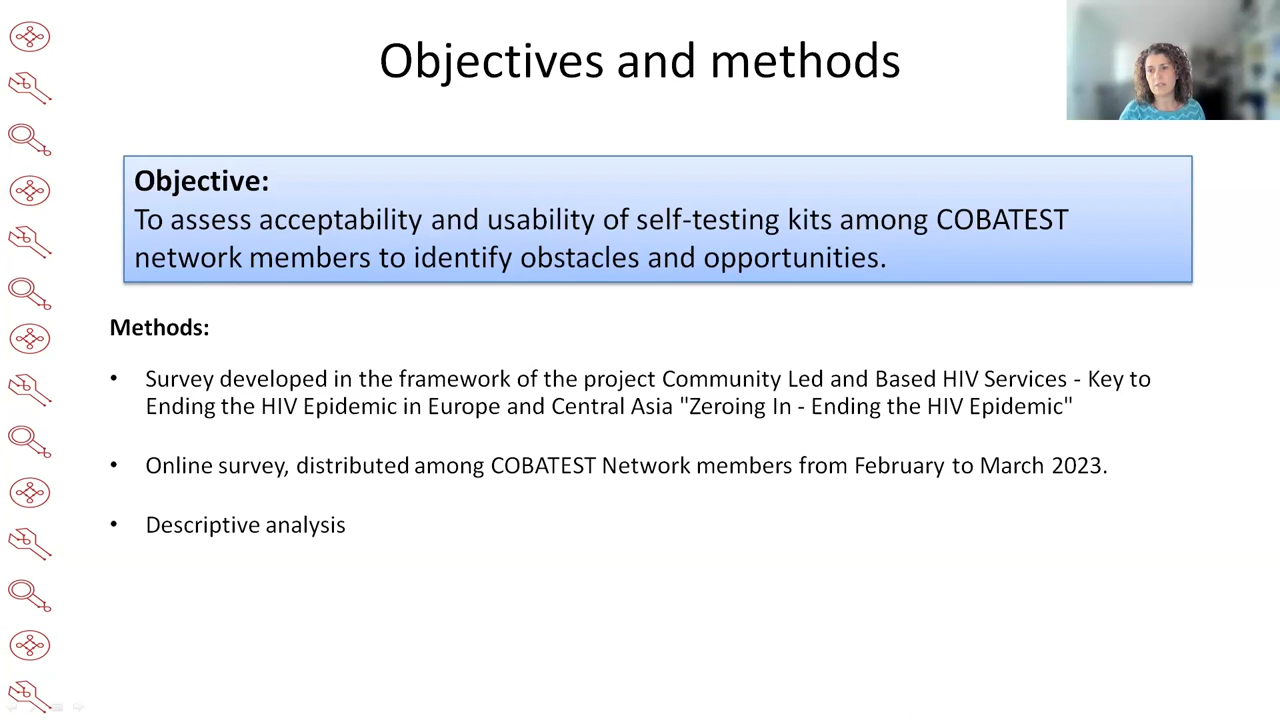 Objectives and methods
Objective:
To assess acceptability and usability of self-testing kits among COBATEST
network members to identify obstacles and opportunities.
Methods:
• Survey developed in the framework of the project Community Led and Based HIV Services - Key to
Ending the HIV Epidemic in Europe and Central Asia "Zeroing In - Ending the HIV Epidemic"
• Online survey, distributed among COBATEST Network members from February to March 2023.
• Descriptive analysis